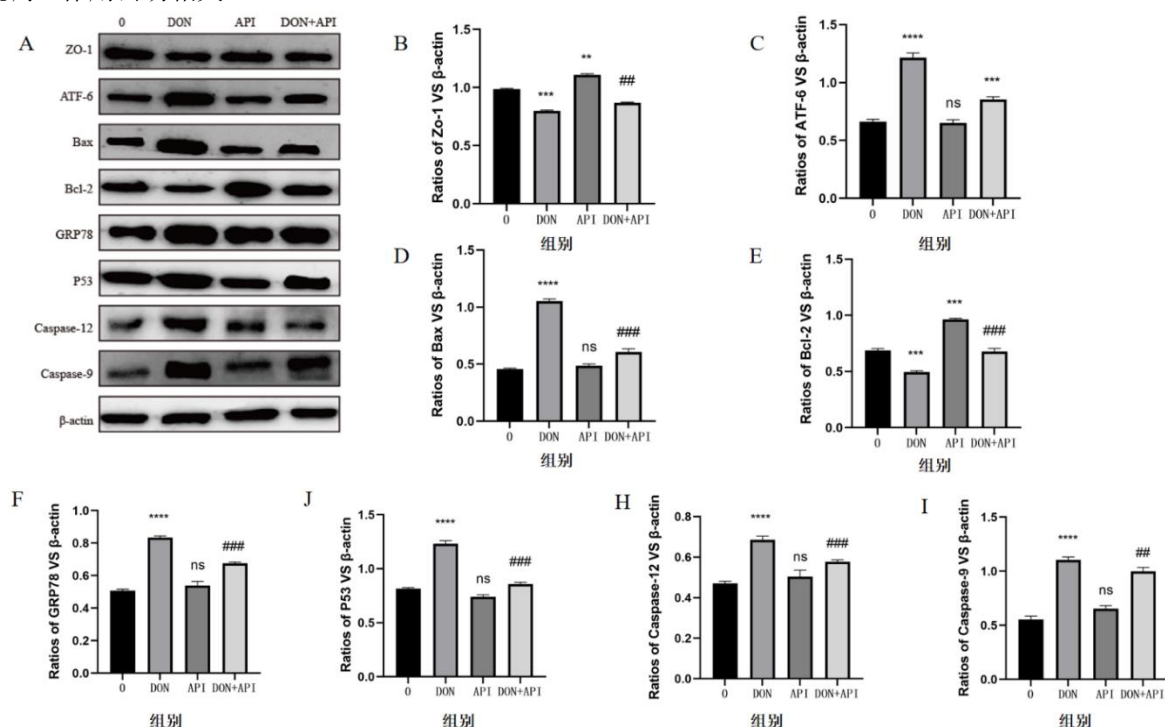 0 DON API DON+API
A
ZO-1
ATF-6
Bax
Bcl-2
GRP78
P53
Caspase-12
Caspase-9
β-actin
B
Ratios of Zo-1 VS β-actin
1.5
1.0
0.5
0.0
***
**
##
0 DON API DON+API
组别
C
Ratios of ATF-6 VS β-actin
1.5
1.0
0.5
0.0
****
ns
***
0 DON API DON+API
组别
D
Ratios of Bax VS β-actin
1.5
1.0
0.5
0.0
****
ns
###
0 DON API DON+API
组别
E
Ratios of Bcl-2 VS β-actin
1.5
1.0
0.5
0.0
***
***
###
0 DON API DON+API
组别
F
Ratios of GRP78 VS β-actin
1.0
0.8
0.6
0.4
0.2
0.0
****
ns
###
0 DON API DON+API
组别
J
Ratios of P53 VS β-actin
1.5
1.0
0.5
0.0
****
ns
###
0 DON API DON+API
组别
H
Ratios of Caspase-12 VS β-actin
0.8
0.6
0.4
0.2
0.0
****
ns
###
0 DON API DON+API
组别
I
Ratios of Caspase-9 VS β-actin
1.5
1.0
0.5
0.0
****
ns
##
0 DON API DON+API
组别